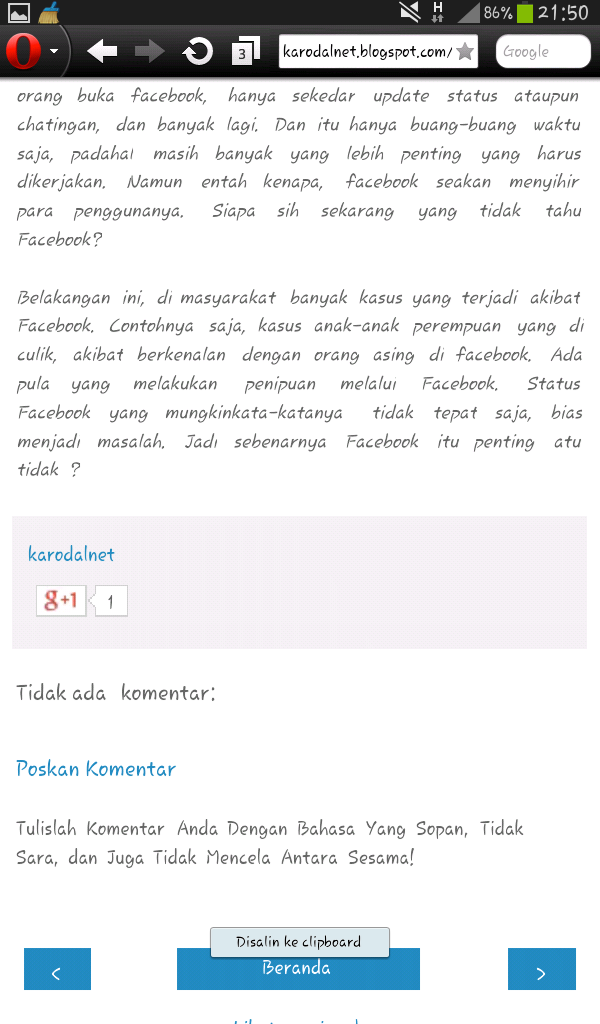 H 86% 21:50
3 karodalnet.blogspot.com/ Google
orang buka facebook, hanya sekedar update status ataupun
chatingan, dan banyak lagi. Dan itu hanya buang-buang waktu
saja, padahal masih banyak yang lebih penting yang harus
dikerjakan. Namun entah kenapa, facebook seakan menyihir
para penggunanya. Siapa sih sekarang yang tidak tahu
Facebook?
Belakangan ini, di masyarakat banyak kasus yang terjadi akibat
Facebook. Contohnya saja, kasus anak-anak perempuan yang di
culik, akibat berkenalan dengan orang asing di facebook. Ada
pula yang melakukan penipuan melalui Facebook. Status
Facebook yang mungkinkata-katanya tidak tepat saja, bias
menjadi masalah. Jadi sebenarnya Facebook itu penting atu
tidak ?
karodalnet
g+1 1
Tidak ada komentar:
Poskan Komentar
Tulislah Komentar Anda Dengan Bahasa Yang Sopan, Tidak
Sara, dan Juga Tidak Mencela Antara Sesama!
Disalin ke clipboard
< Beranda >